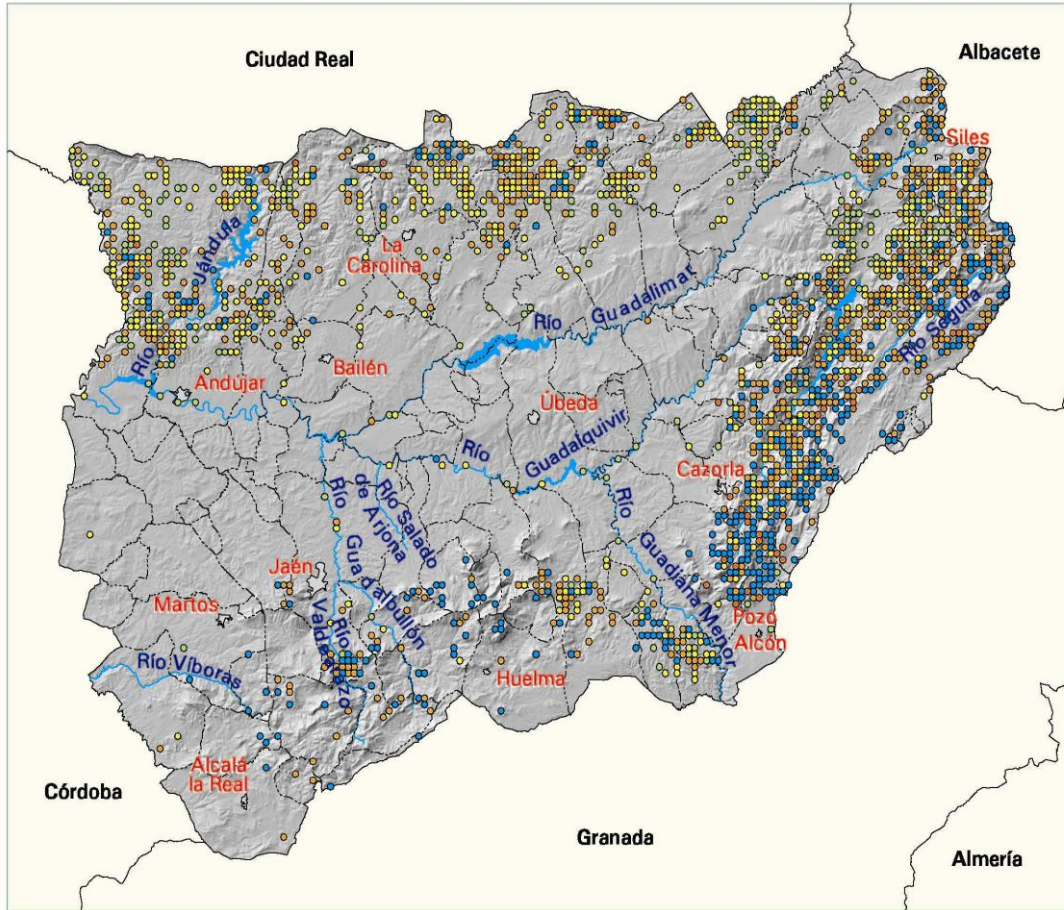 Ciudad Real
Albacete
Siles
Jándula
La
Carolina
Río
Guadálimar
Río Segura
Río
Andújar
Bailén
Úbeda
Río
Guadalquivir
Cazorla
Río
Río Salado
de Arjona
Río
Guadiana Menor
Jaén
Guadalbullón
Martos
Río
Valdearazo
Pozo
Alcón
Río Víboras
Huelma
Alcalá
la Real
Córdoba
Granada
Almería